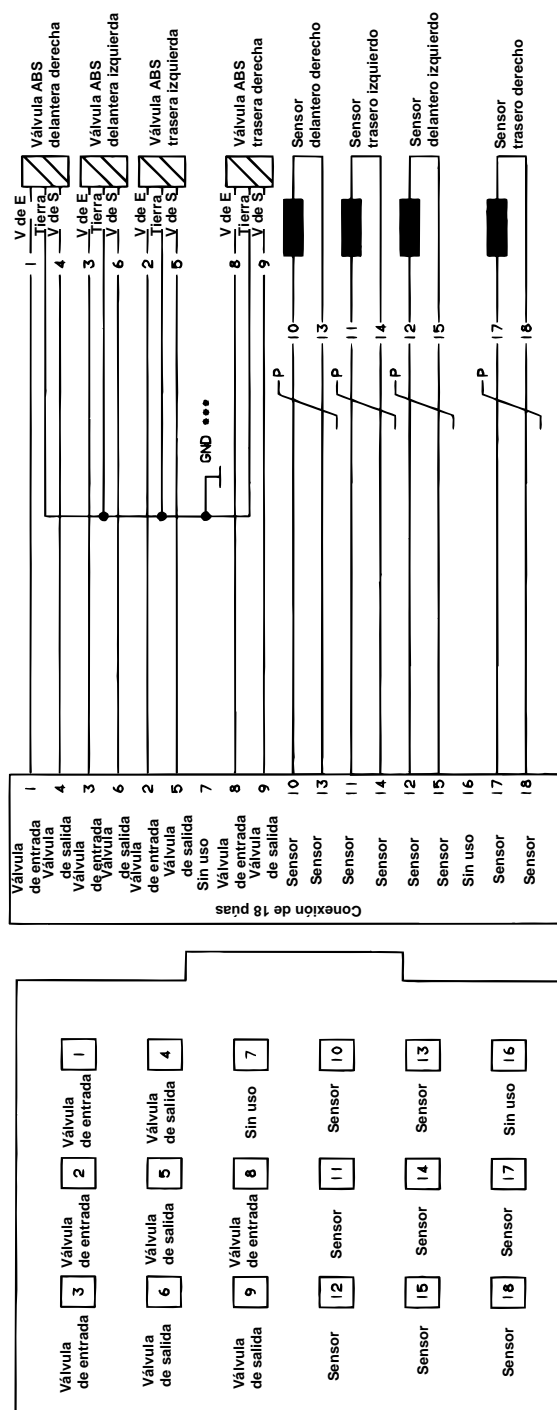 Válvula ABS
delantera derecha
Válvula ABS
delantera izquierda
Válvula ABS
trasera izquierda
Válvula ABS
trasera derecha
Sensor
delantero derecho
Sensor
trasero izquierdo
Sensor
delantero izquierdo
Sensor
trasero derecho
V de E
Tierra
V de S
V de E
Tierra
V de S
V de E
Tierra
V de S
V de E
Tierra
V de S
1
4
3
6
2
5
8
9
10
13
11
14
12
15
17
18
GND ***
P
P
P
P
1
4
3
6
2
5
7
8
9
10
13
11
14
12
15
16
17
18
Válvula
de entrada
Válvula
de salida
Válvula
de entrada
Válvula
de salida
Válvula
de entrada
Válvula
de salida
Sin uso
Válvula
de entrada
Válvula
de salida
Sensor
Sensor
Sensor
Sensor
Sensor
Sensor
Sin uso
Sensor
Sensor
Conexión de 18 púas
1
Válvula
de entrada
4
Válvula
de salida
7
Sin uso
10
Sensor
13
Sensor
16
Sin uso
2
Válvula
de entrada
5
Válvula
de salida
8
Válvula
de entrada
11
Sensor
14
Sensor
17
Sensor
3
Válvula
de entrada
6
Válvula
de salida
9
Válvula
de salida
12
Sensor
15
Sensor
18
Sensor